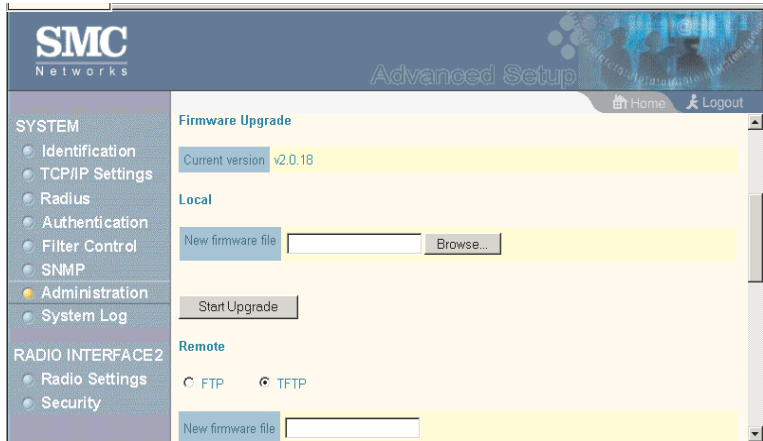 SMC
Networks
Advanced Setup
Home Logout
SYSTEM
Identification
TCP/IP Settings
Radius
Authentication
Filter Control
SNMP
Administration
System Log
RADIO INTERFACE2
Radio Settings
Security
Firmware Upgrade
Current version v2.0.18
Local
New firmware file Browse...
Start Upgrade
Remote
FTP TFTP
New firmware file